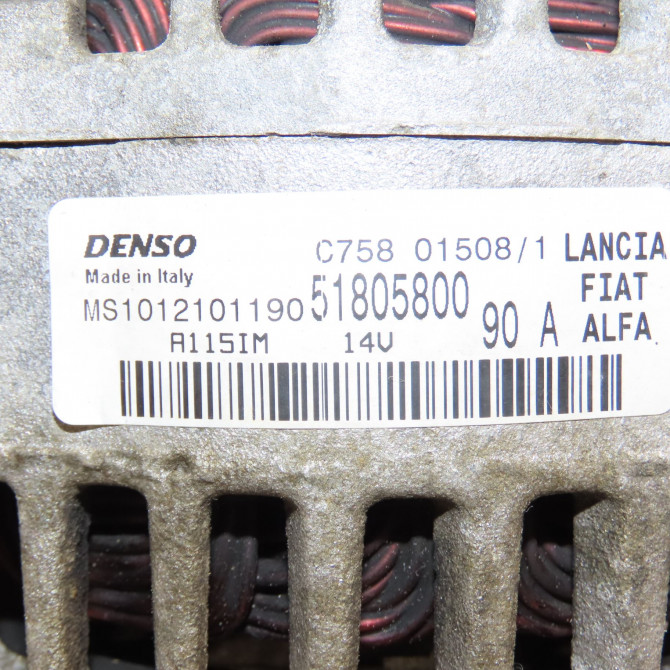 DENSO C758 01508/1 LANCIA
Made in Italy 51805800 FIAT
MS1012101190 90 A ALFA
A115IM 14V